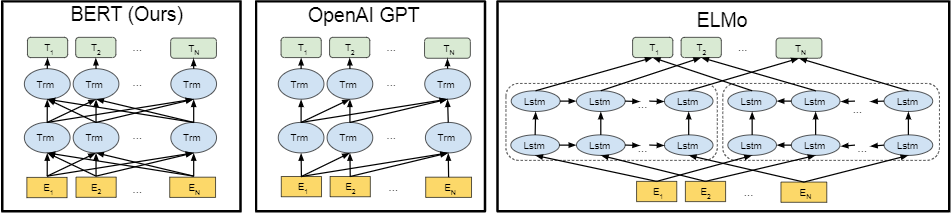 BERT (Ours)
T1 T2 ... TN
Trm Trm ... Trm
Trm Trm ... Trm
E1 E2 ... EN
OpenAI GPT
T1 T2 ... TN
Trm Trm ... Trm
Trm Trm ... Trm
E1 E2 ... EN
ELMo
T1 T2 ... TN
Lstm Lstm Lstm Lstm Lstm ... Lstm
Lstm Lstm Lstm Lstm Lstm ... Lstm
E1 E2 ... EN